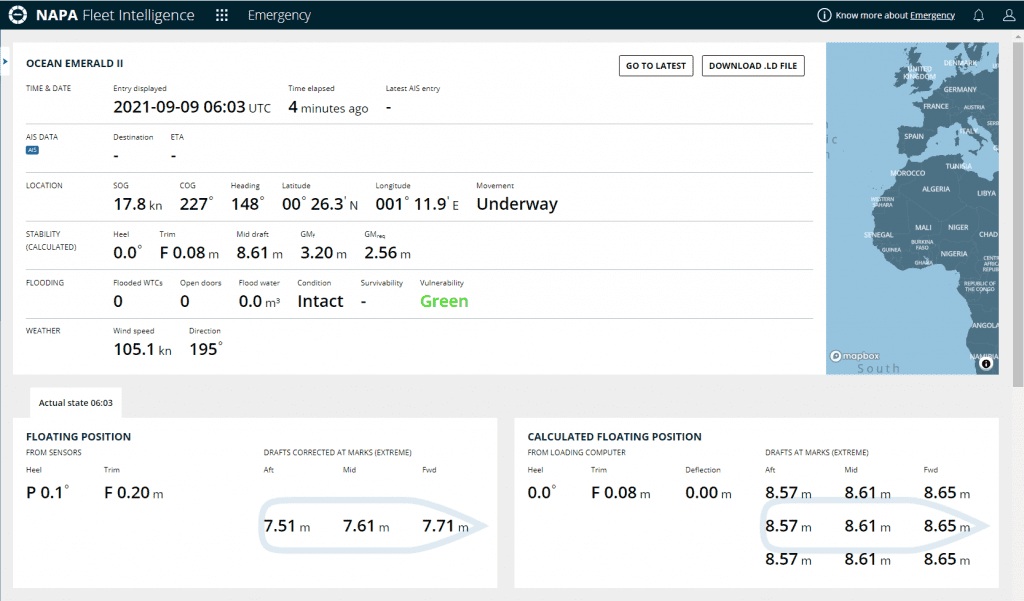 NAPA Fleet Intelligence Emergency Know more about Emergency
OCEAN EMERALD II GO TO LATEST DOWNLOAD .LD FILE
TIME & DATE Entry displayed Time elapsed Latest AIS entry
2021-09-09 06:03 UTC 4 minutes ago -
AIS DATA Destination ETA
AIS
- -
LOCATION SOG COG Heading Latitude Longitude Movement
17.8 kn 227° 148° 00° 26.3' N 001° 11.9' E Underway
STABILITY Heel Trim Mid draft GMf GMreq
(CALCULATED) 0.0° F 0.08 m 8.61 m 3.20 m 2.56 m
FLOODING Flooded WTCs Open doors Flood water Condition Survivability Vulnerability
0 0 0.0 m³ Intact - Green
WEATHER Wind speed Direction
105.1 kn 195°
UNITED KINGDOM
DENMARK
GERMANY
FRANCE
AUSTRIA
SERB
SPAIN
ITALY
TUNISIA
MOROCCO
ALGERIA
LIBYA
WESTERN SAHARA
MALI
NIGER
CHAD
SENEGAL
BURKINA FASO
GUINEA
GHANA
NIGERIA
CENTR
AFRIC
REPUB
REPUBLIC OF THE CONGO
ANGOLA
NAMIBIA
mapbox
South
Actual state 06:03
FLOATING POSITION
FROM SENSORS DRAFTS CORRECTED AT MARKS (EXTREME)
Heel Trim Aft Mid Fwd
P 0.1° F 0.20 m
7.51 m 7.61 m 7.71 m
CALCULATED FLOATING POSITION
FROM LOADING COMPUTER DRAFTS AT MARKS (EXTREME)
Heel Trim Deflection Aft Mid Fwd
0.0° F 0.08 m 0.00 m 8.57 m 8.61 m 8.65 m
8.57 m 8.61 m 8.65 m
8.57 m 8.61 m 8.65 m